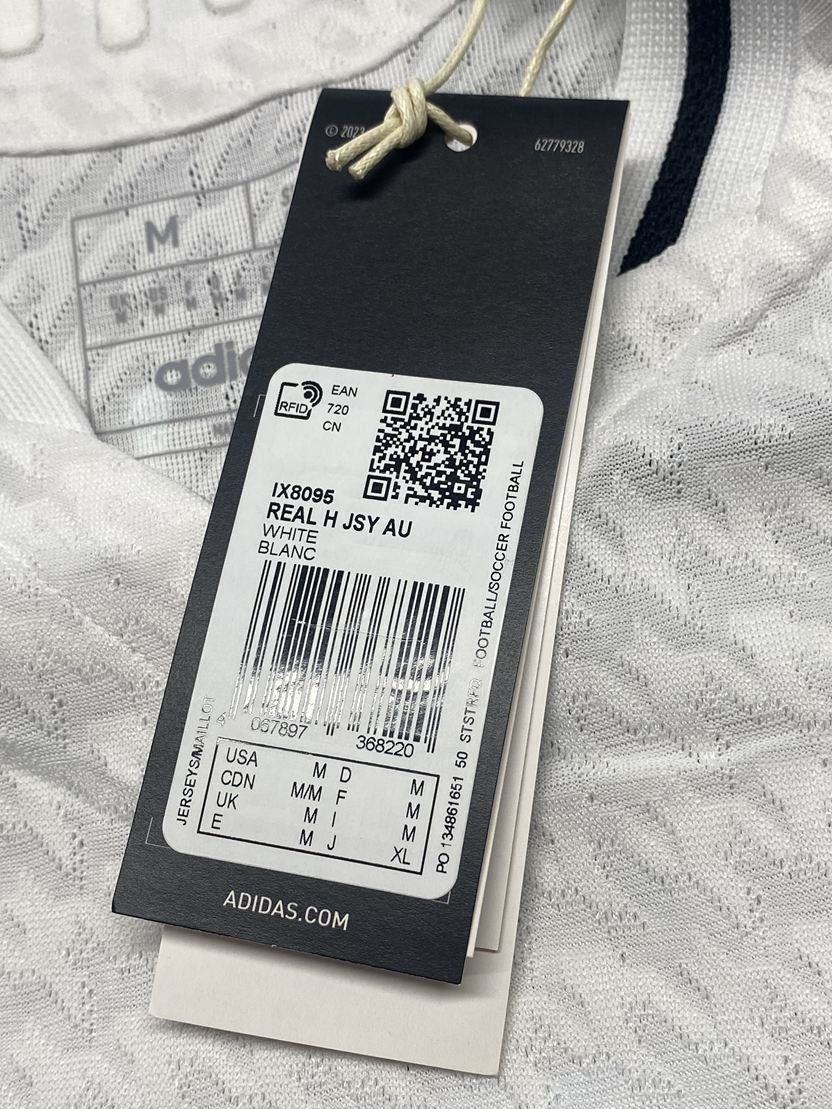 © 2023
62779328
M
RFID
EAN
720
CN
IX8095
REAL H JSY AU
WHITE
BLANC
067897
368220
JERSEYS/MAILLOT
PO 134861651 50 STSTRFD FOOTBALL/SOCCER FOOTBALL
USA M D M
CDN M/M F M
UK M I M
E M J XL
ADIDAS.COM